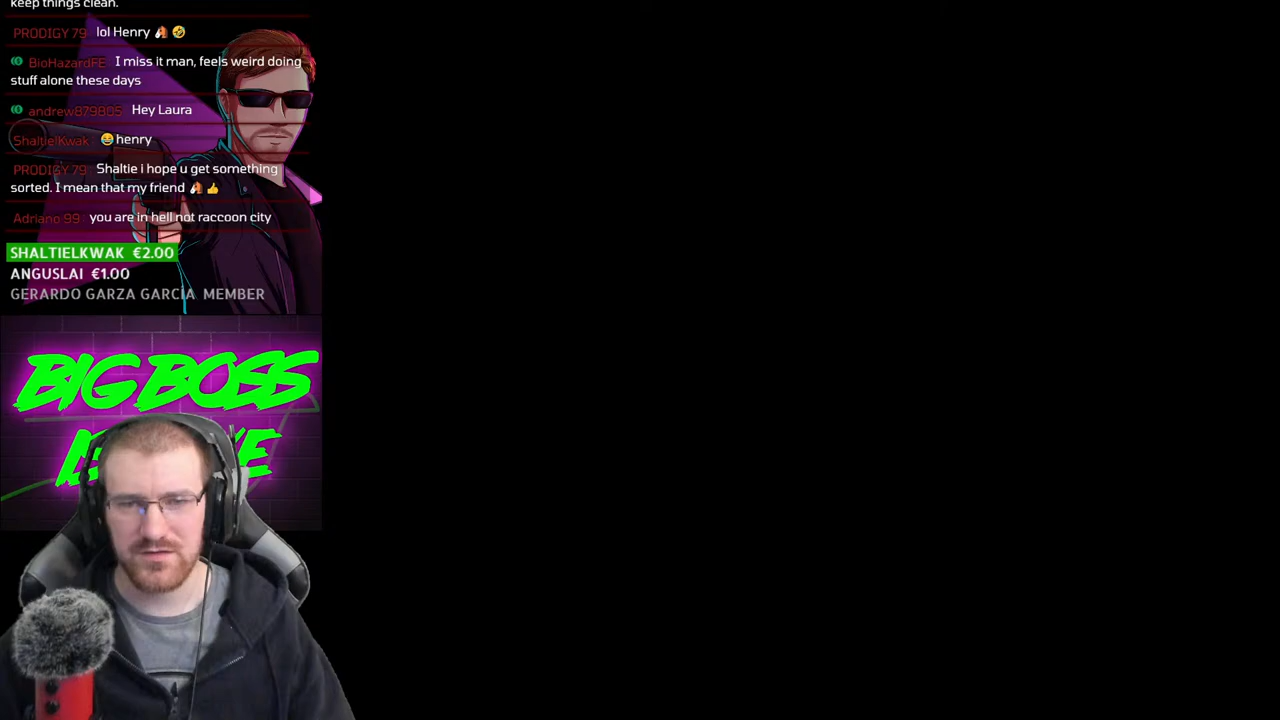 keep things clean.
PRODIGY 79 lol Henry
BioHazardFE I miss it man, feels weird doing
stuff alone these days
andrew879805 Hey Laura
ShaltielKwak 😂henry
PRODIGY 79 Shaltie i hope u get something
sorted. I mean that my friend 👍
Adriano 99 you are in hell not raccoon city
SHALTIELKWAK €2.00
ANGUSLAI €1.00
GERARDO GARZA GARCIA MEMBER
BIG BOSS